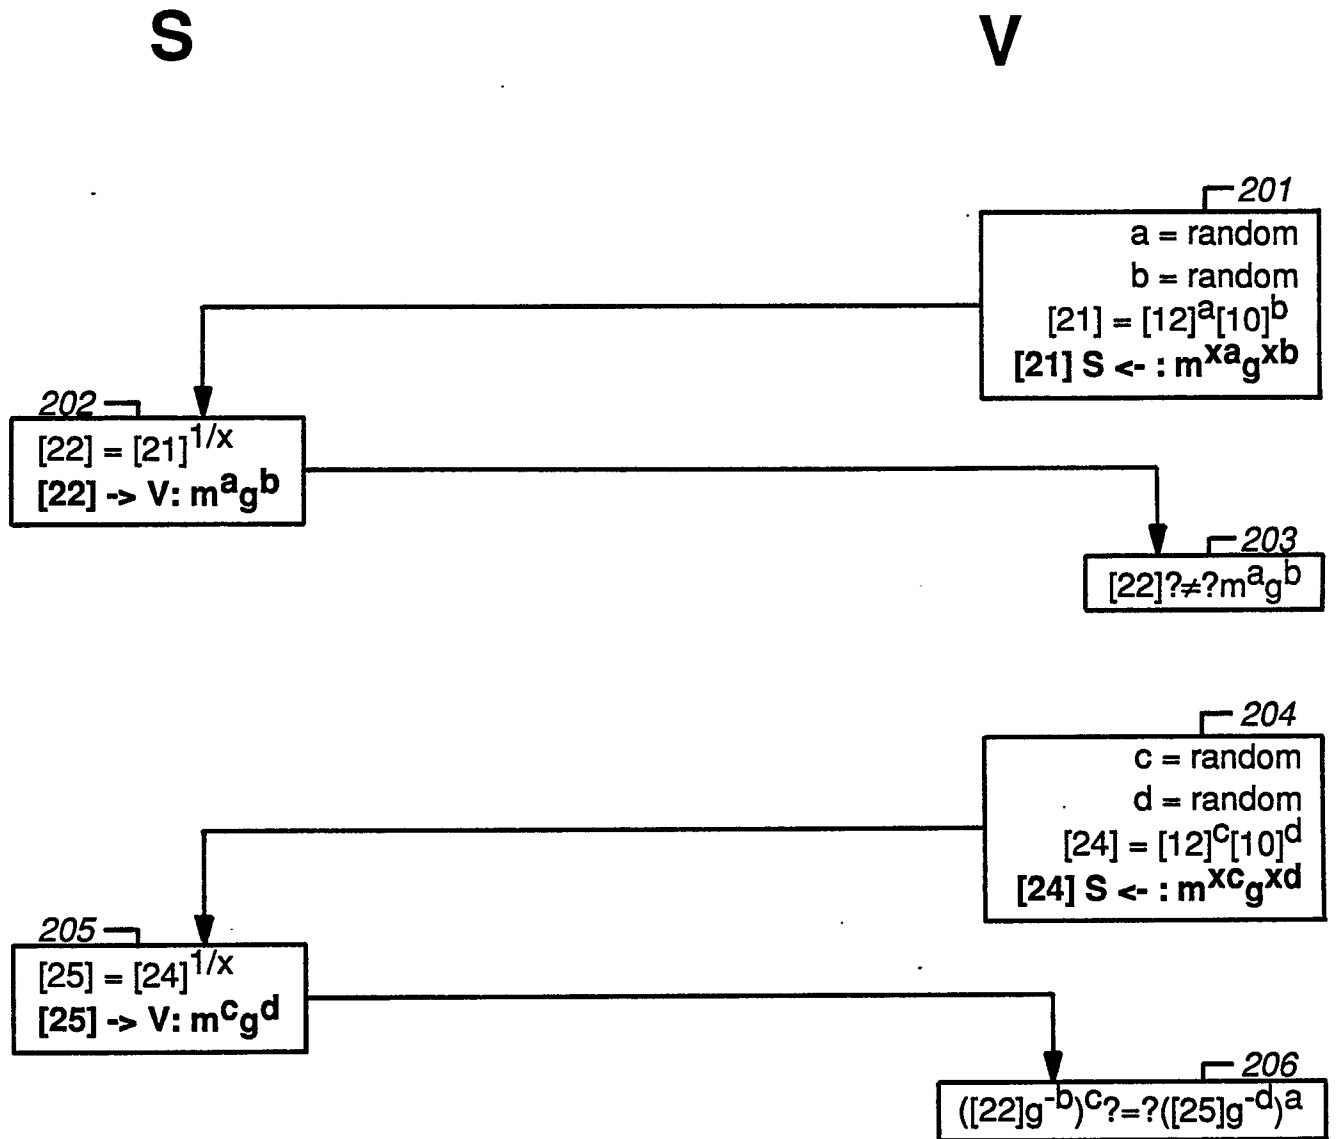 S
V
201
a = random
b = random
[21] = [12]^a[10]^b
[21] S <- : m^xa g^xb
202
[22] = [21]^1/x
[22] -> V: m^a g^b
203
[22]?≠?m^a g^b
204
c = random
d = random
[24] = [12]^c[10]^d
[24] S <- : m^xc g^xd
205
[25] = [24]^1/x
[25] -> V: m^c g^d
206
([22]g^-b)^c?=?([25]g^-d)^a